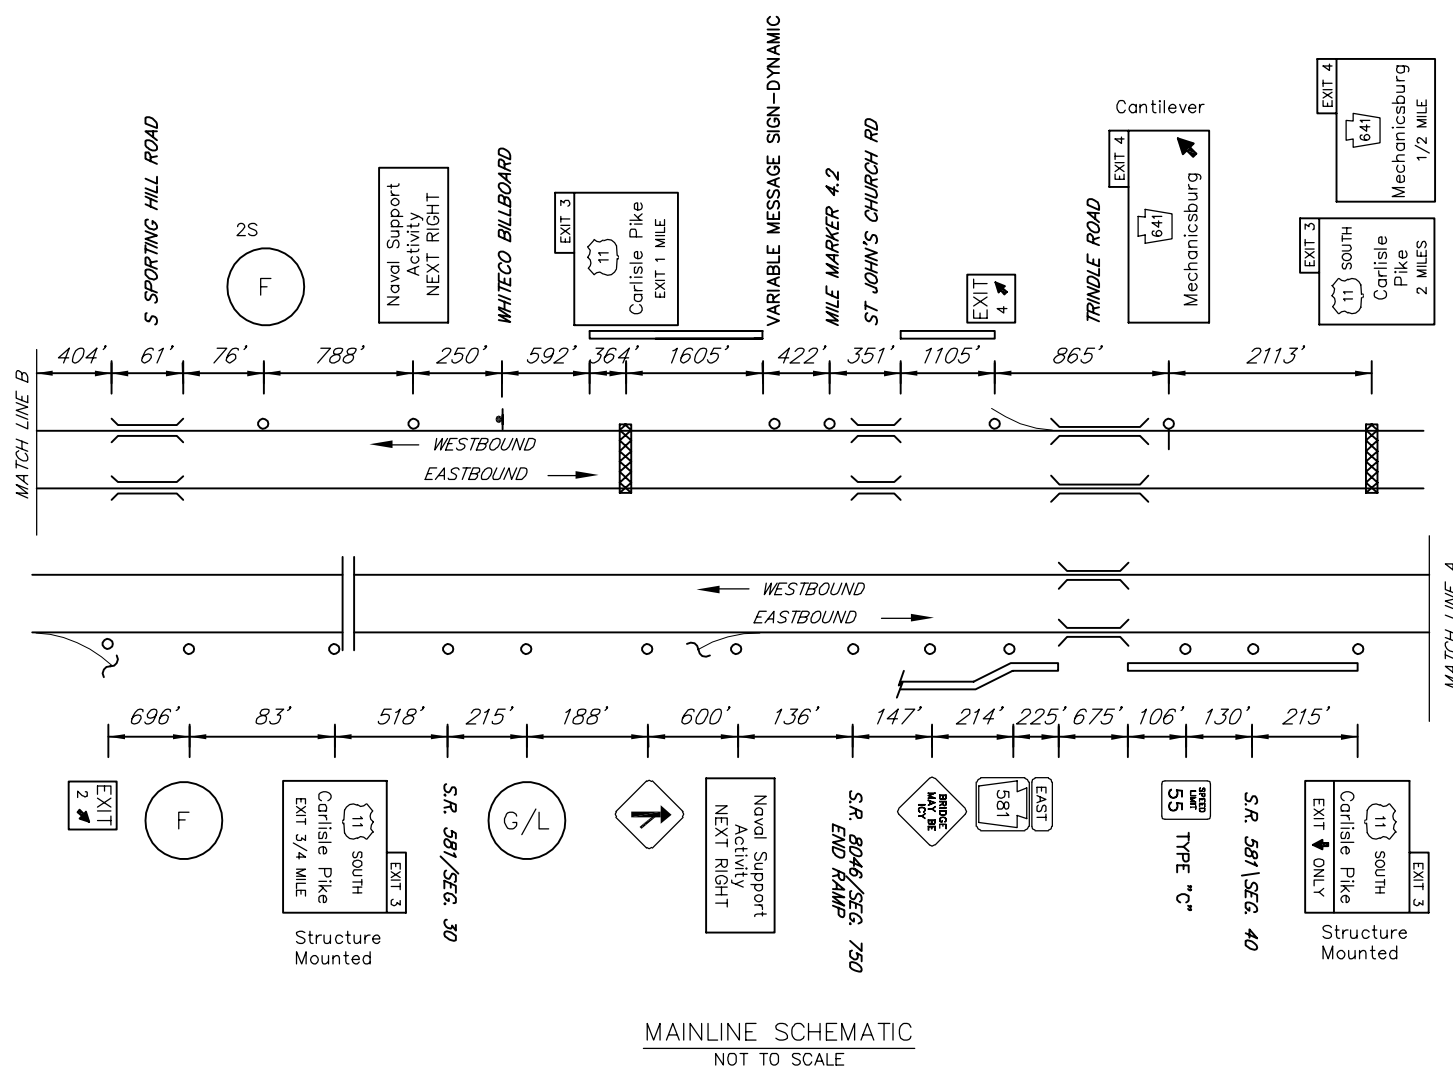 S SPORTING HILL ROAD
2S
F
Naval Support
Activity
NEXT RIGHT
WHITECO BILLBOARD
EXIT 3
11
Carlisle Pike
EXIT 1 MILE
VARIABLE MESSAGE SIGN-DYNAMIC
MILE MARKER 4.2
ST JOHN'S CHURCH RD
EXIT
4
TRINDLE ROAD
Cantilever
EXIT 4
641
Mechanicsburg
EXIT 4
641
Mechanicsburg
1/2 MILE
EXIT 3
11 SOUTH
Carlisle
Pike
2 MILES
404' 61' 76' 788' 250' 592' 364' 1605' 422' 351' 1105' 865' 2113'
MATCH LINE B
WESTBOUND
EASTBOUND
WESTBOUND
EASTBOUND
MATCH LINE A
696' 83' 518' 215' 188' 600' 136' 147' 214' 225' 675' 106' 130' 215'
EXIT
2
F
EXIT 3
11 SOUTH
Carlisle Pike
EXIT 3/4 MILE
Structure
Mounted
S.R. 581/SEG. 30
G/L
Naval Support
Activity
NEXT RIGHT
S.R. 8046/SEG. 750
END RAMP
BRIDGE
MAY BE
ICY
EAST
581
SPEED
LIMIT
55
TYPE "C"
S.R. 581\SEG. 40
EXIT 3
11 SOUTH
Carlisle Pike
EXIT ONLY
Structure
Mounted
MAINLINE SCHEMATIC
NOT TO SCALE